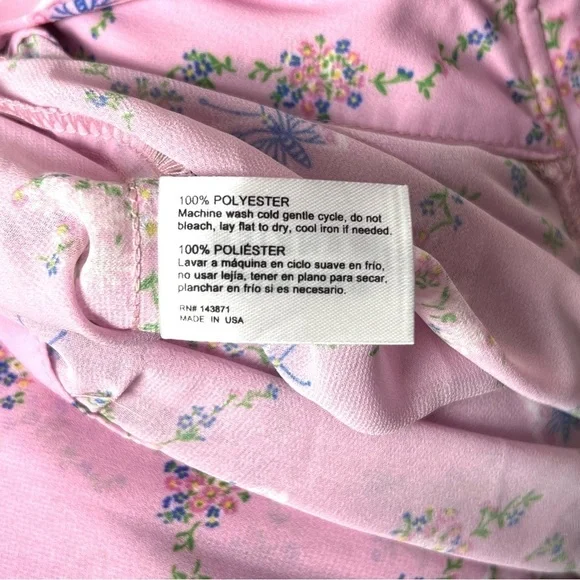 100% POLYESTER
Machine wash cold gentle cycle, do not
bleach, lay flat to dry, cool iron if needed.
100% POLIÉSTER
Lavar a máquina en ciclo suave en frío,
no usar lejía, tener en plano para secar,
planchar en frío si es necesario.
RN# 143871
MADE IN USA